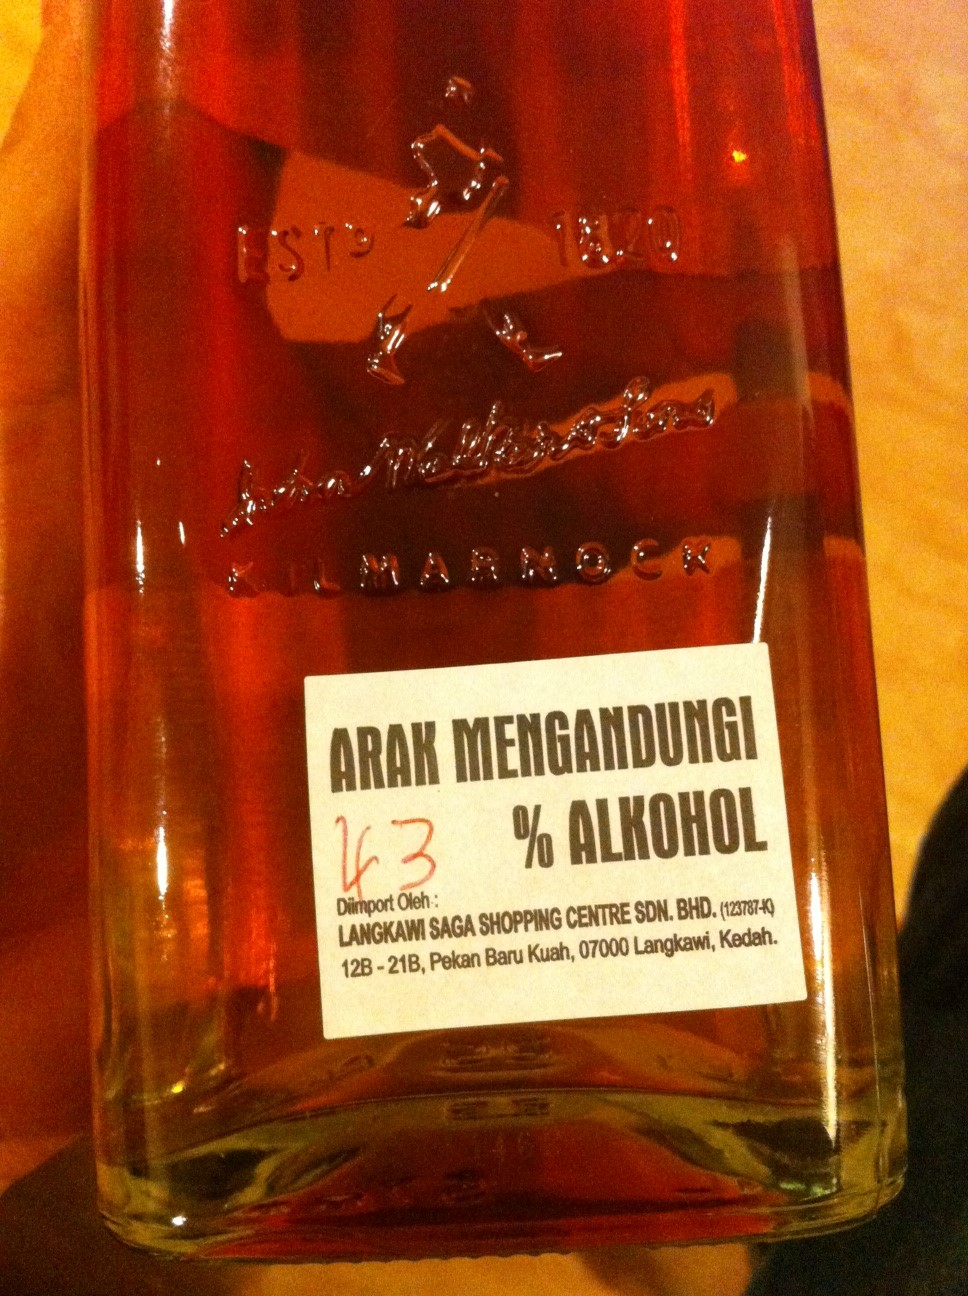 ESTD 1820
John Walker & Sons
KILMARNOCK
ARAK MENGANDUNGI
43 % ALKOHOL
Diimport Oleh :
LANGKAWI SAGA SHOPPING CENTRE SDN. BHD. (123787-K)
12B - 21B, Pekan Baru Kuah, 07000 Langkawi, Kedah.